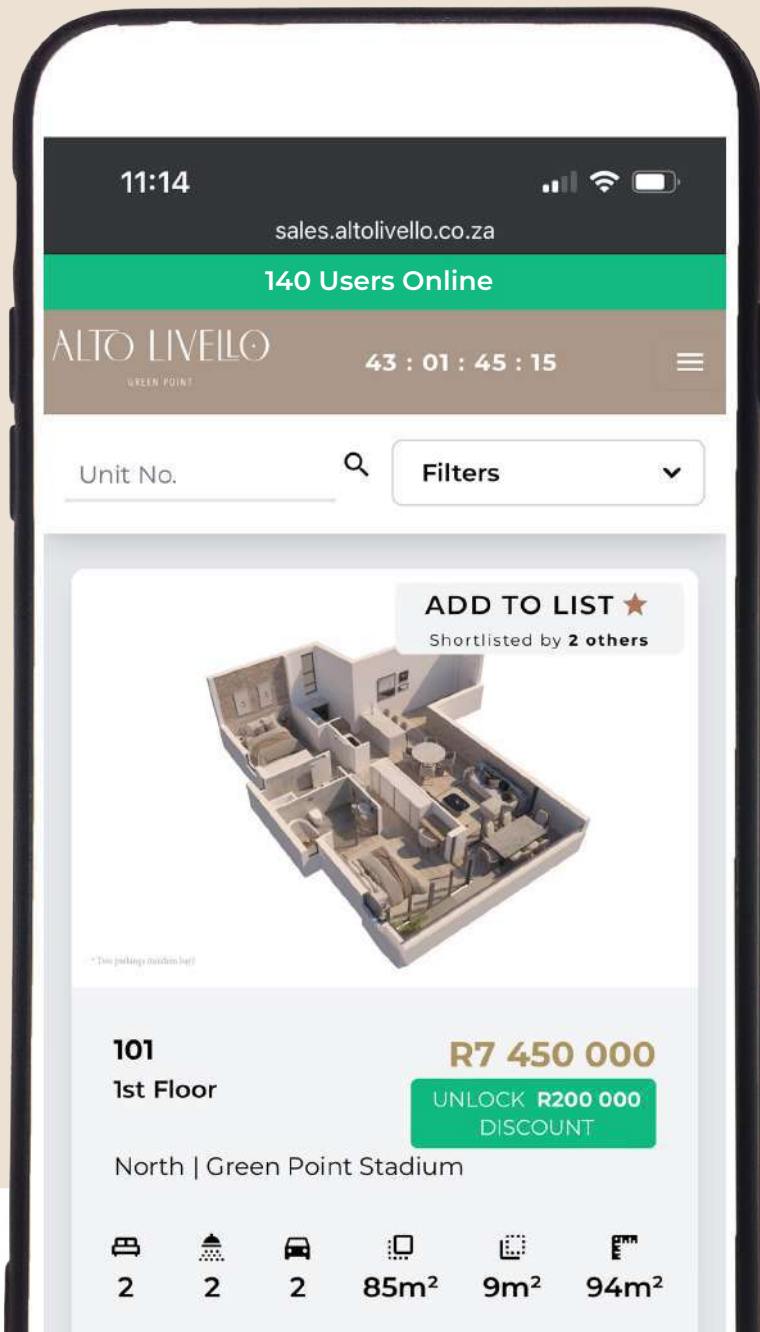 11:14
sales.altolivello.co.za
140 Users Online
ALTO LIVELLO
GREEN POINT
43 : 01 : 45 : 15
Unit No.
Filters
ADD TO LIST
Shortlisted by 2 others
* Two parkings
101
R7 450 000
1st Floor
UNLOCK R200 000
DISCOUNT
North | Green Point Stadium
2 2 2 85m² 9m² 94m²